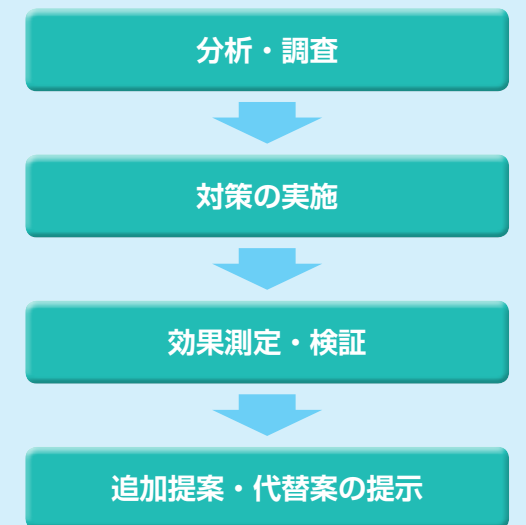 分析・調査
対策の実施
効果測定・検証
追加提案・代替案の提示